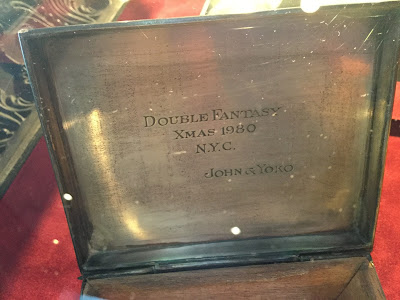 Double Fantasy
Xmas 1980
N.Y.C.
John & Yoko